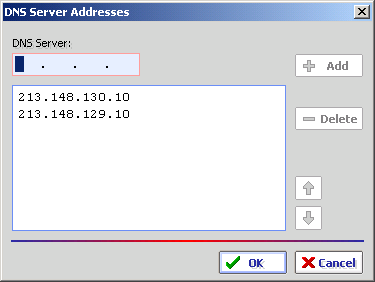 DNS Server Addresses
DNS Server:
. . .
Add
213.148.130.10
213.148.129.10
Delete
OK
Cancel